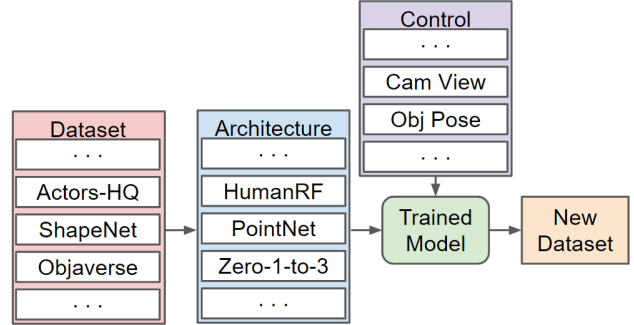 Control
. . .
Cam View
Obj Pose
. . .
Dataset
. . .
Actors-HQ
ShapeNet
Objaverse
. . .
Architecture
. . .
HumanRF
PointNet
Zero-1-to-3
. . .
Trained
Model
New
Dataset